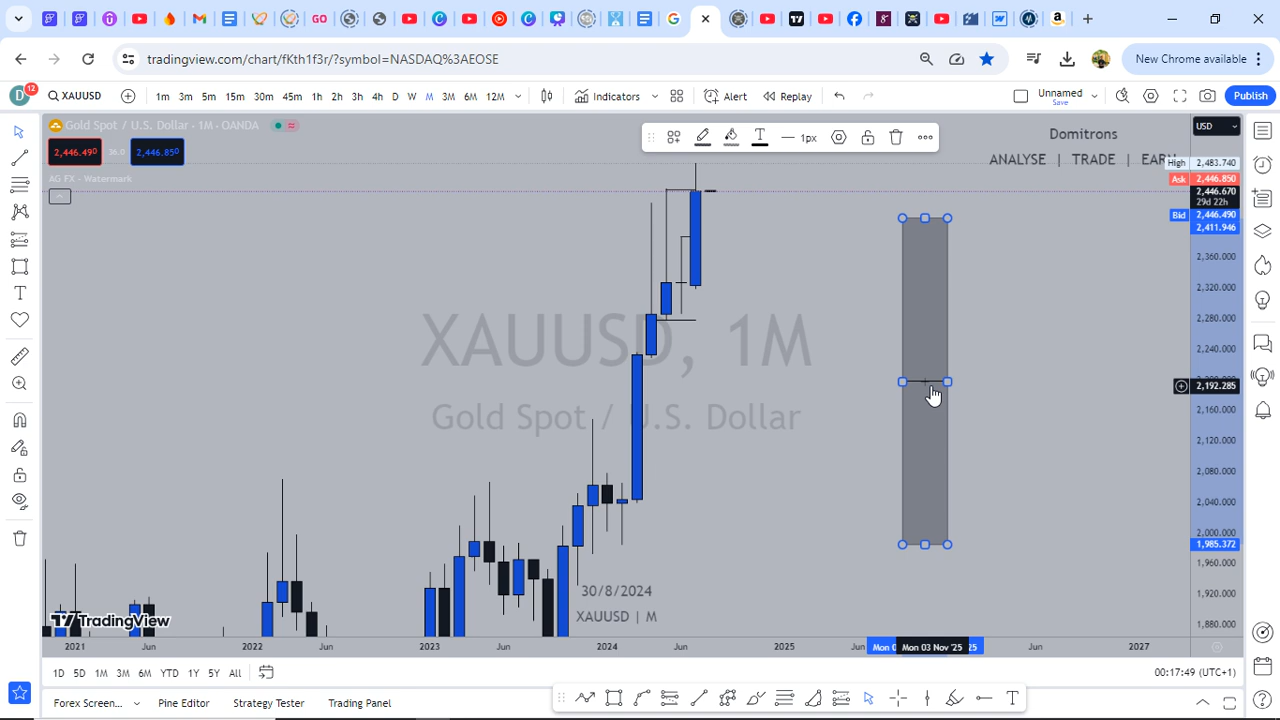 GO
tradingview.com/chart/fKth1f3r/?symbol=NASDAQ%3AEOSE
New Chrome available
D
12
XAUUSD
1m 3m 5m 15m 30m 45m 1h 2h 3h 4h D W M 3M 6M 12M
Indicators
Alert
Replay
Unnamed
Save
Publish
Gold Spot / U.S. Dollar · 1M · OANDA
2,446.490
36.0
2,446.850
AG FX - Watermark
1px
Domitrons
ANALYSE | TRADE | EARN
USD
High 2,483.740
Ask 2,446.850
2,446.670
29d 22h
Bid 2,446.490
2,411.946
2,360.000
2,320.000
2,280.000
2,240.000
2,192.285
2,160.000
2,120.000
2,080.000
2,040.000
2,000.000
1,985.372
1,960.000
1,920.000
1,880.000
XAUUSD, 1M
Gold Spot / U.S. Dollar
30/8/2024
XAUUSD | M
TradingView
2021 Jun 2022 Jun 2023 Jun 2024 Jun 2025 Jun Mon 0 Mon 03 Nov '25 25 Jun 2027
1D 5D 1M 3M 6M YTD 1Y 5Y All
00:17:49 (UTC+1)
Forex Screen...
Pine Editor
Strategy Tester
Trading Panel